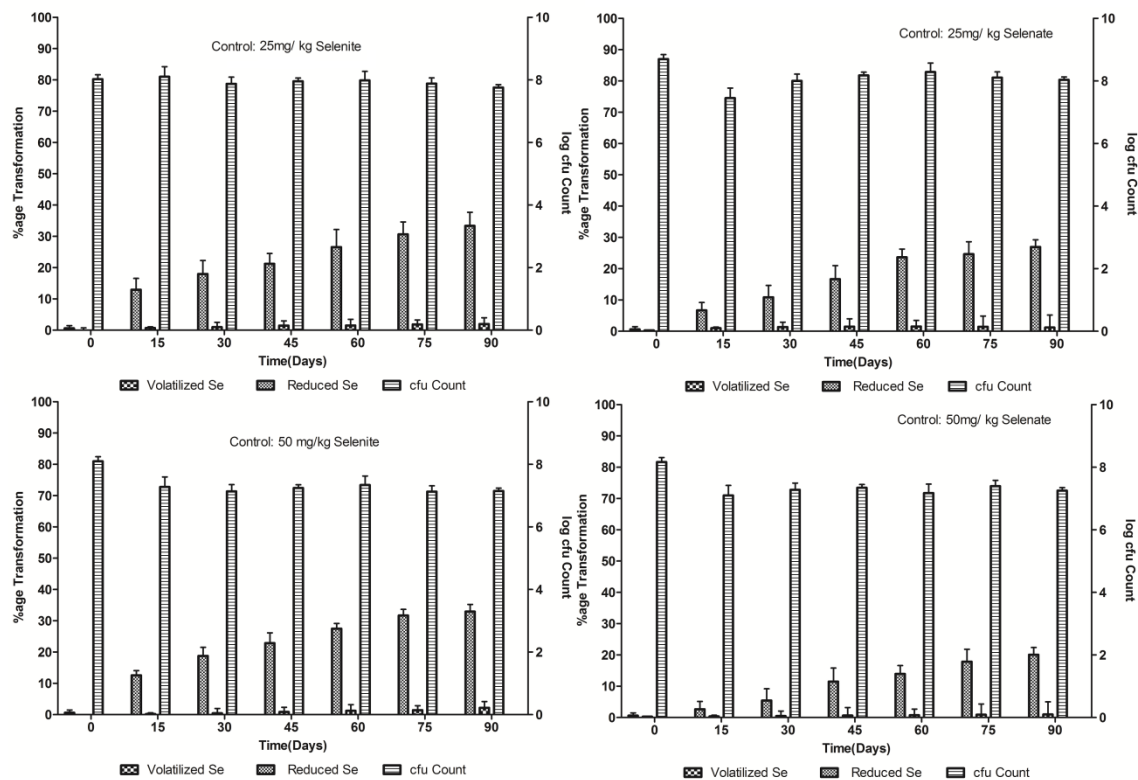 Control: 25mg/ kg Selenite
%age Transformation
100
90
80
70
60
50
40
30
20
10
0
10
8
6
4
2
0
log cfu Count
0 15 30 45 60 75 90
Time(Days)
Volatilized Se Reduced Se cfu Count
Control: 25mg/ kg Selenate
%age Transformation
100
90
80
70
60
50
40
30
20
10
0
10
8
6
4
2
0
log cfu Count
0 15 30 45 60 75 90
Time(Days)
Volatilized Se Reduced Se cfu Count
Control: 50 mg/kg Selenite
%age Transformation
100
90
80
70
60
50
40
30
20
10
0
10
8
6
4
2
0
log cfu Count
0 15 30 45 60 75 90
Time(Days)
Volatilized Se Reduced Se cfu Count
Control: 50mg/ kg Selenate
%age Transformation
100
90
80
70
60
50
40
30
20
10
0
10
8
6
4
2
0
log cfu Count
0 15 30 45 60 75 90
Time(Days)
Volatilized Se Reduced Se cfu Count